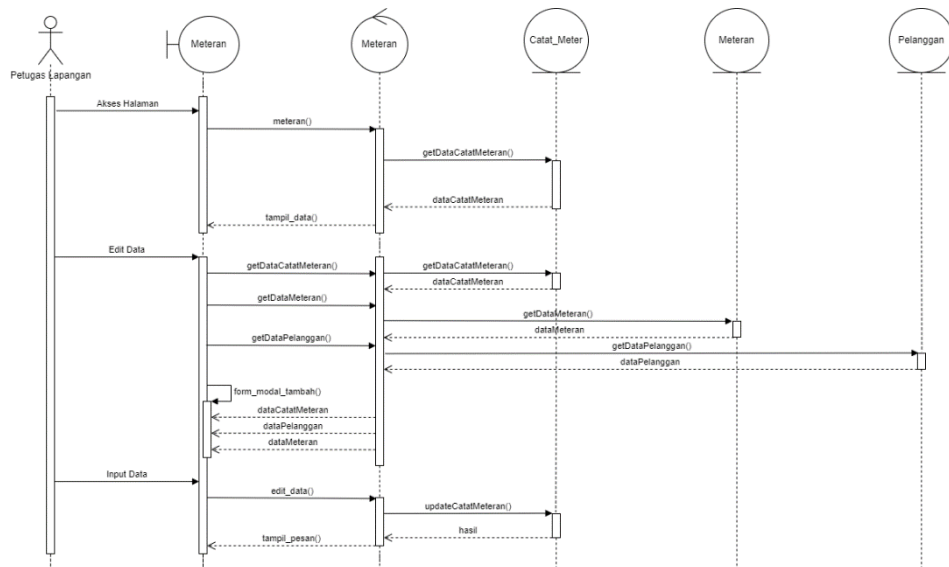 Petugas Lapangan
Meteran
Meteran
Catat_Meter
Meteran
Pelanggan
Akses Halaman
meteran()
getDataCatatMeteran()
dataCatatMeteran
tampil_data()
Edit Data
getDataCatatMeteran()
getDataCatatMeteran()
dataCatatMeteran
getDataMeteran()
getDataMeteran()
dataMeteran
getDataPelanggan()
getDataPelanggan()
dataPelanggan
form_modal_tambah()
dataCatatMeteran
dataPelanggan
dataMeteran
Input Data
edit_data()
updateCatatMeteran()
hasil
tampil_pesan()